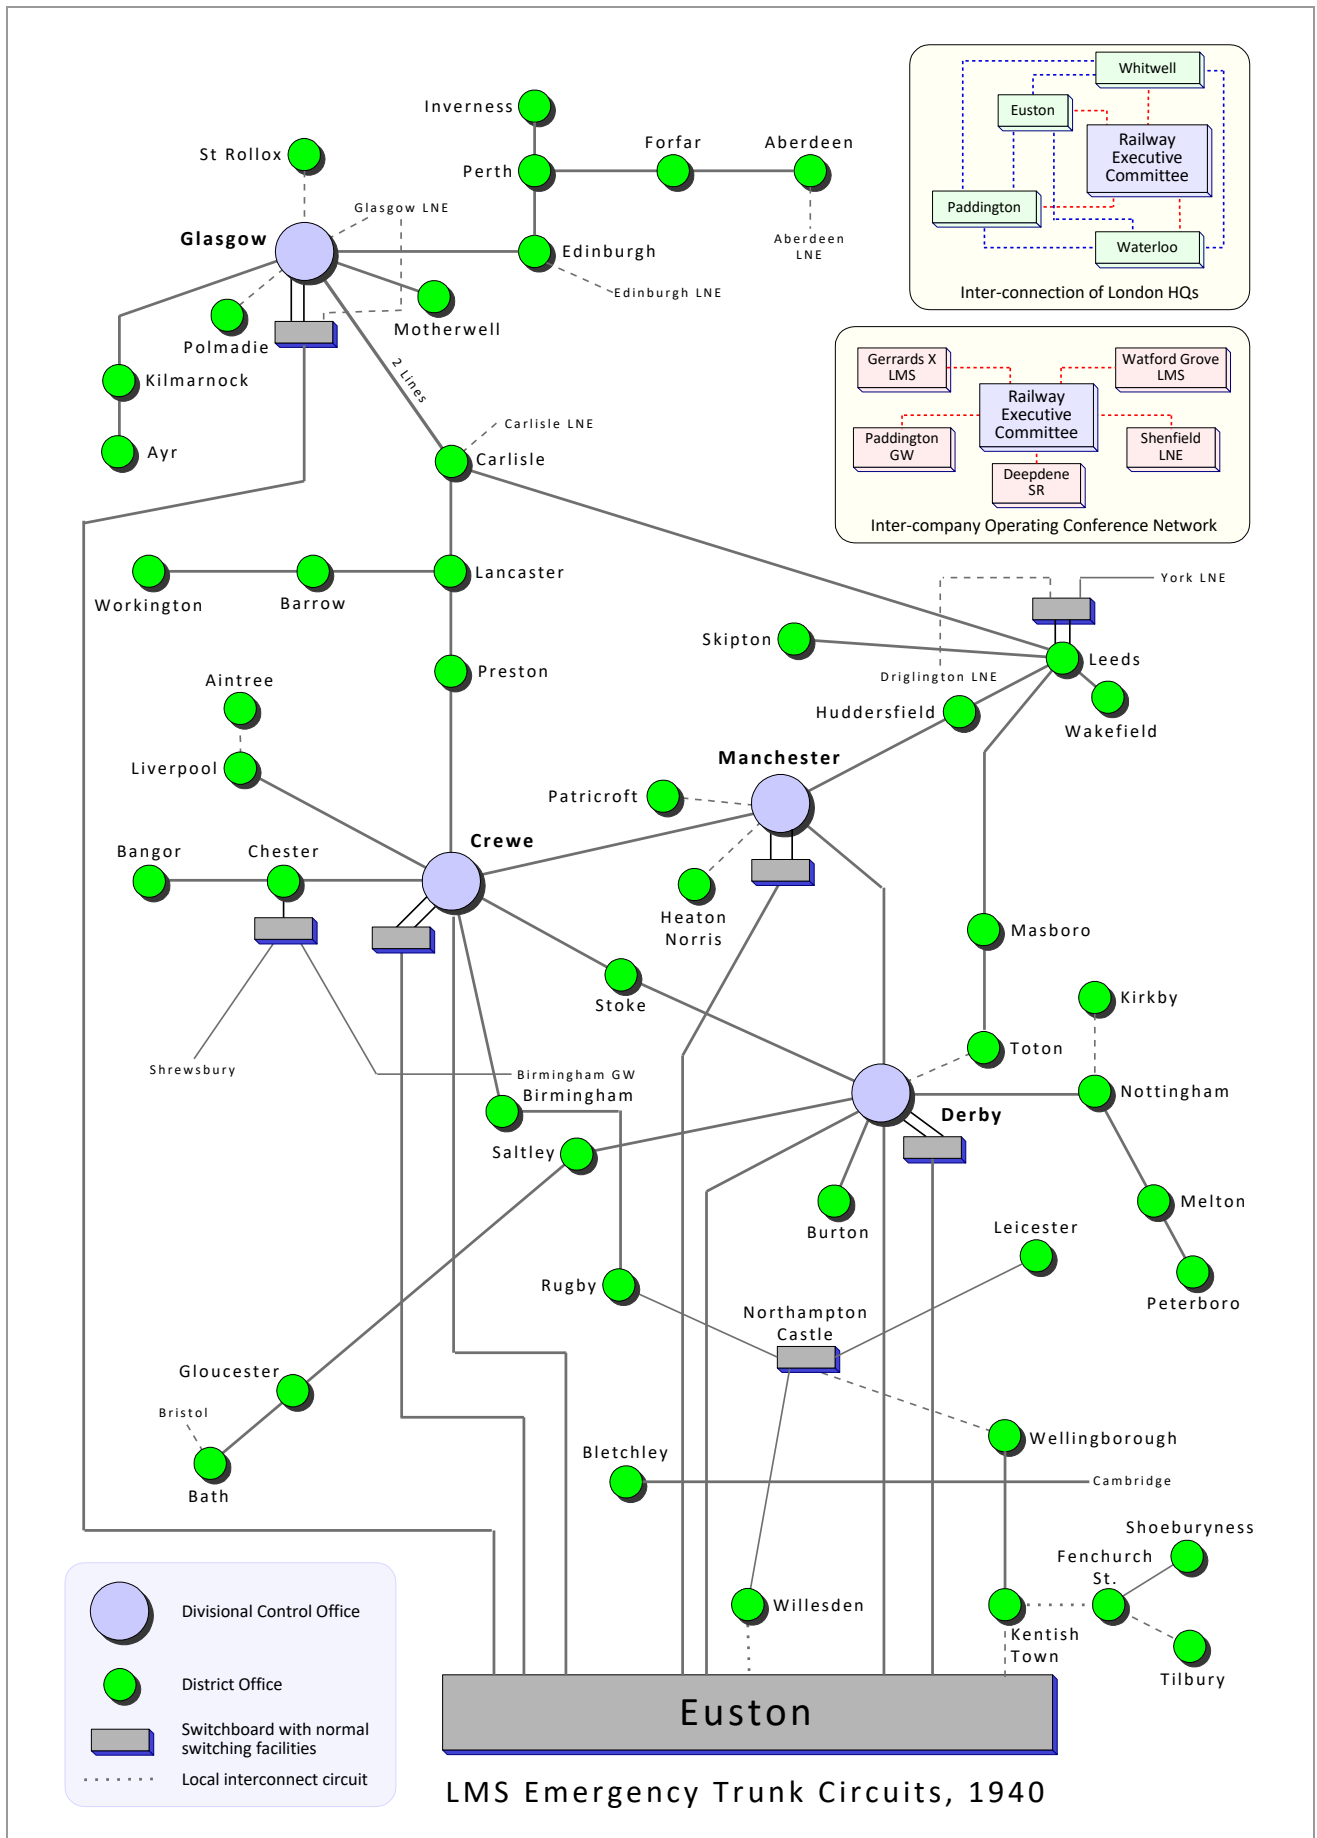 Whitwell
Euston
Railway
Executive
Committee
Paddington
Waterloo
Inter-connection of London HQs
Inverness
St Rollox
Perth
Forfar
Aberdeen
Glasgow LNE
Glasgow
Edinburgh
Aberdeen
LNE
Edinburgh LNE
Motherwell
Polmadie
2 Lines
Kilmarnock
Ayr
Carlisle LNE
Carlisle
Gerrards X
LMS
Watford Grove
LMS
Railway
Executive
Committee
Paddington
GW
Shenfield
LNE
Deepdene
SR
Inter-company Operating Conference Network
Workington
Barrow
Lancaster
York LNE
Skipton
Leeds
Preston
Driglington LNE
Aintree
Huddersfield
Wakefield
Liverpool
Manchester
Patricroft
Crewe
Bangor
Chester
Heaton
Norris
Masboro
Stoke
Kirkby
Toton
Shrewsbury
Birmingham GW
Birmingham
Nottingham
Derby
Saltley
Melton
Burton
Leicester
Rugby
Northampton
Castle
Peterboro
Gloucester
Bristol
Bath
Wellingborough
Bletchley
Cambridge
Shoeburyness
Fenchurch
St.
Willesden
Kentish
Town
Tilbury
Divisional Control Office
District Office
Switchboard with normal
switching facilities
Local interconnect circuit
Euston
LMS Emergency Trunk Circuits, 1940